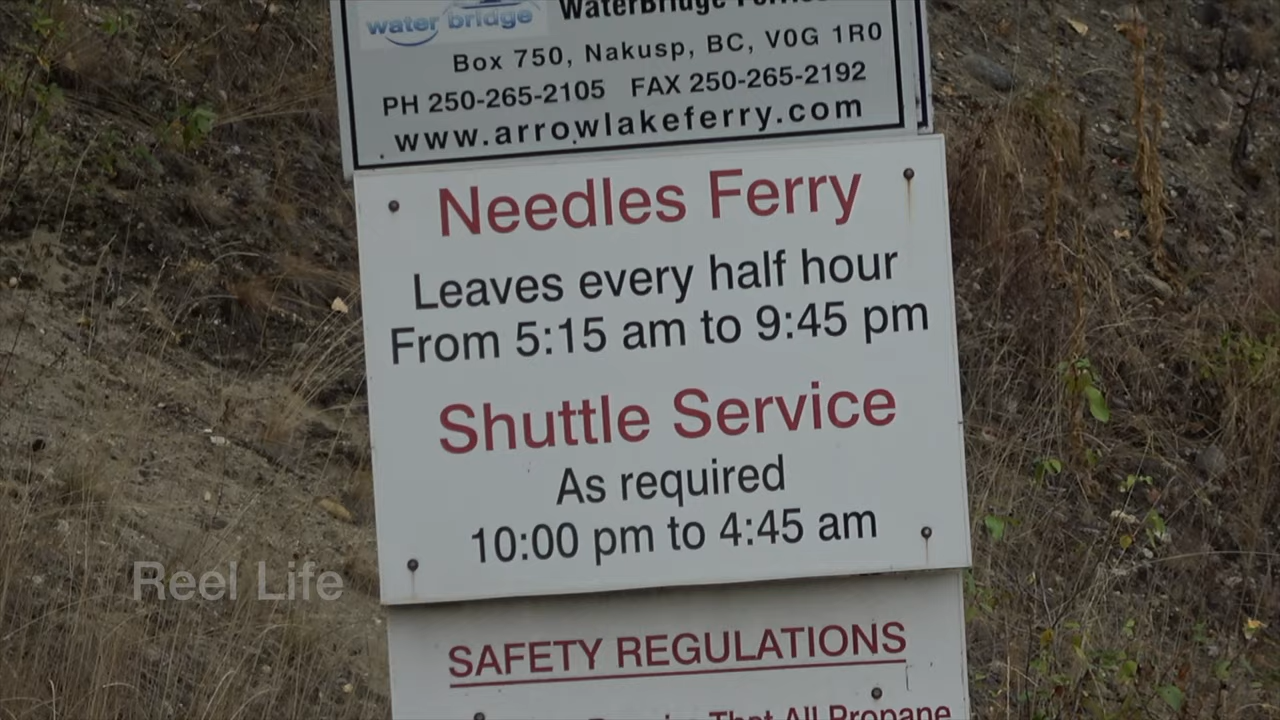 water bridge
WaterBridge Ferries
Box 750, Nakusp, BC, V0G 1R0
PH 250-265-2105 FAX 250-265-2192
www.arrowlakeferry.com
Needles Ferry
Leaves every half hour
From 5:15 am to 9:45 pm
Shuttle Service
As required
10:00 pm to 4:45 am
Reel Life
SAFETY REGULATIONS
That All Propane